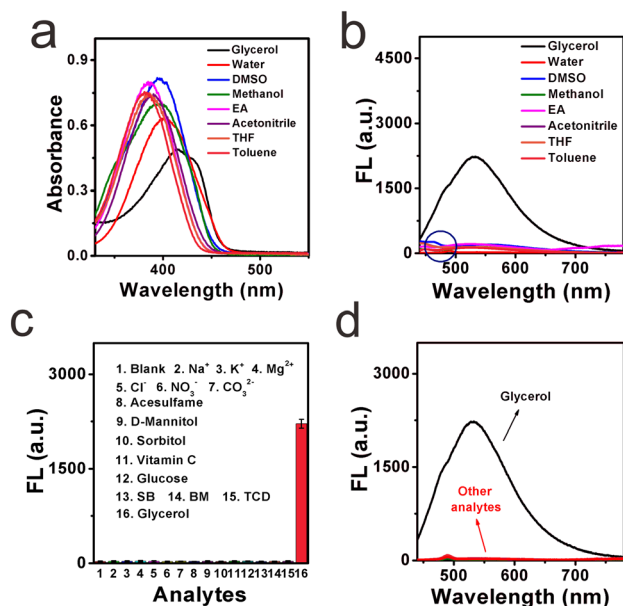 a
Glycerol
Water
DMSO
Methanol
EA
Acetonitrile
THF
Toluene
0.9
0.6
0.3
0.0
Absorbance
400 500
Wavelength (nm)
b
Glycerol
Water
DMSO
Methanol
EA
Acetonitrile
THF
Toluene
4500
3000
1500
0
FL (a.u.)
500 600 700
Wavelength (nm)
c
1. Blank 2. Na⁺ 3. K⁺ 4. Mg²⁺
5. Cl⁻ 6. NO₃⁻ 7. CO₃²⁻
8. Acesulfame
9. D-Mannitol
10. Sorbitol
11. Vitamin C
12. Glucose
13. SB 14. BM 15. TCD
16. Glycerol
3000
1500
0
FL (a.u.)
1 2 3 4 5 6 7 8 9 10 11 12 13 14 15 16
Analytes
d
Glycerol
Other
analytes
3000
1500
0
FL (a.u.)
500 600 700
Wavelength (nm)